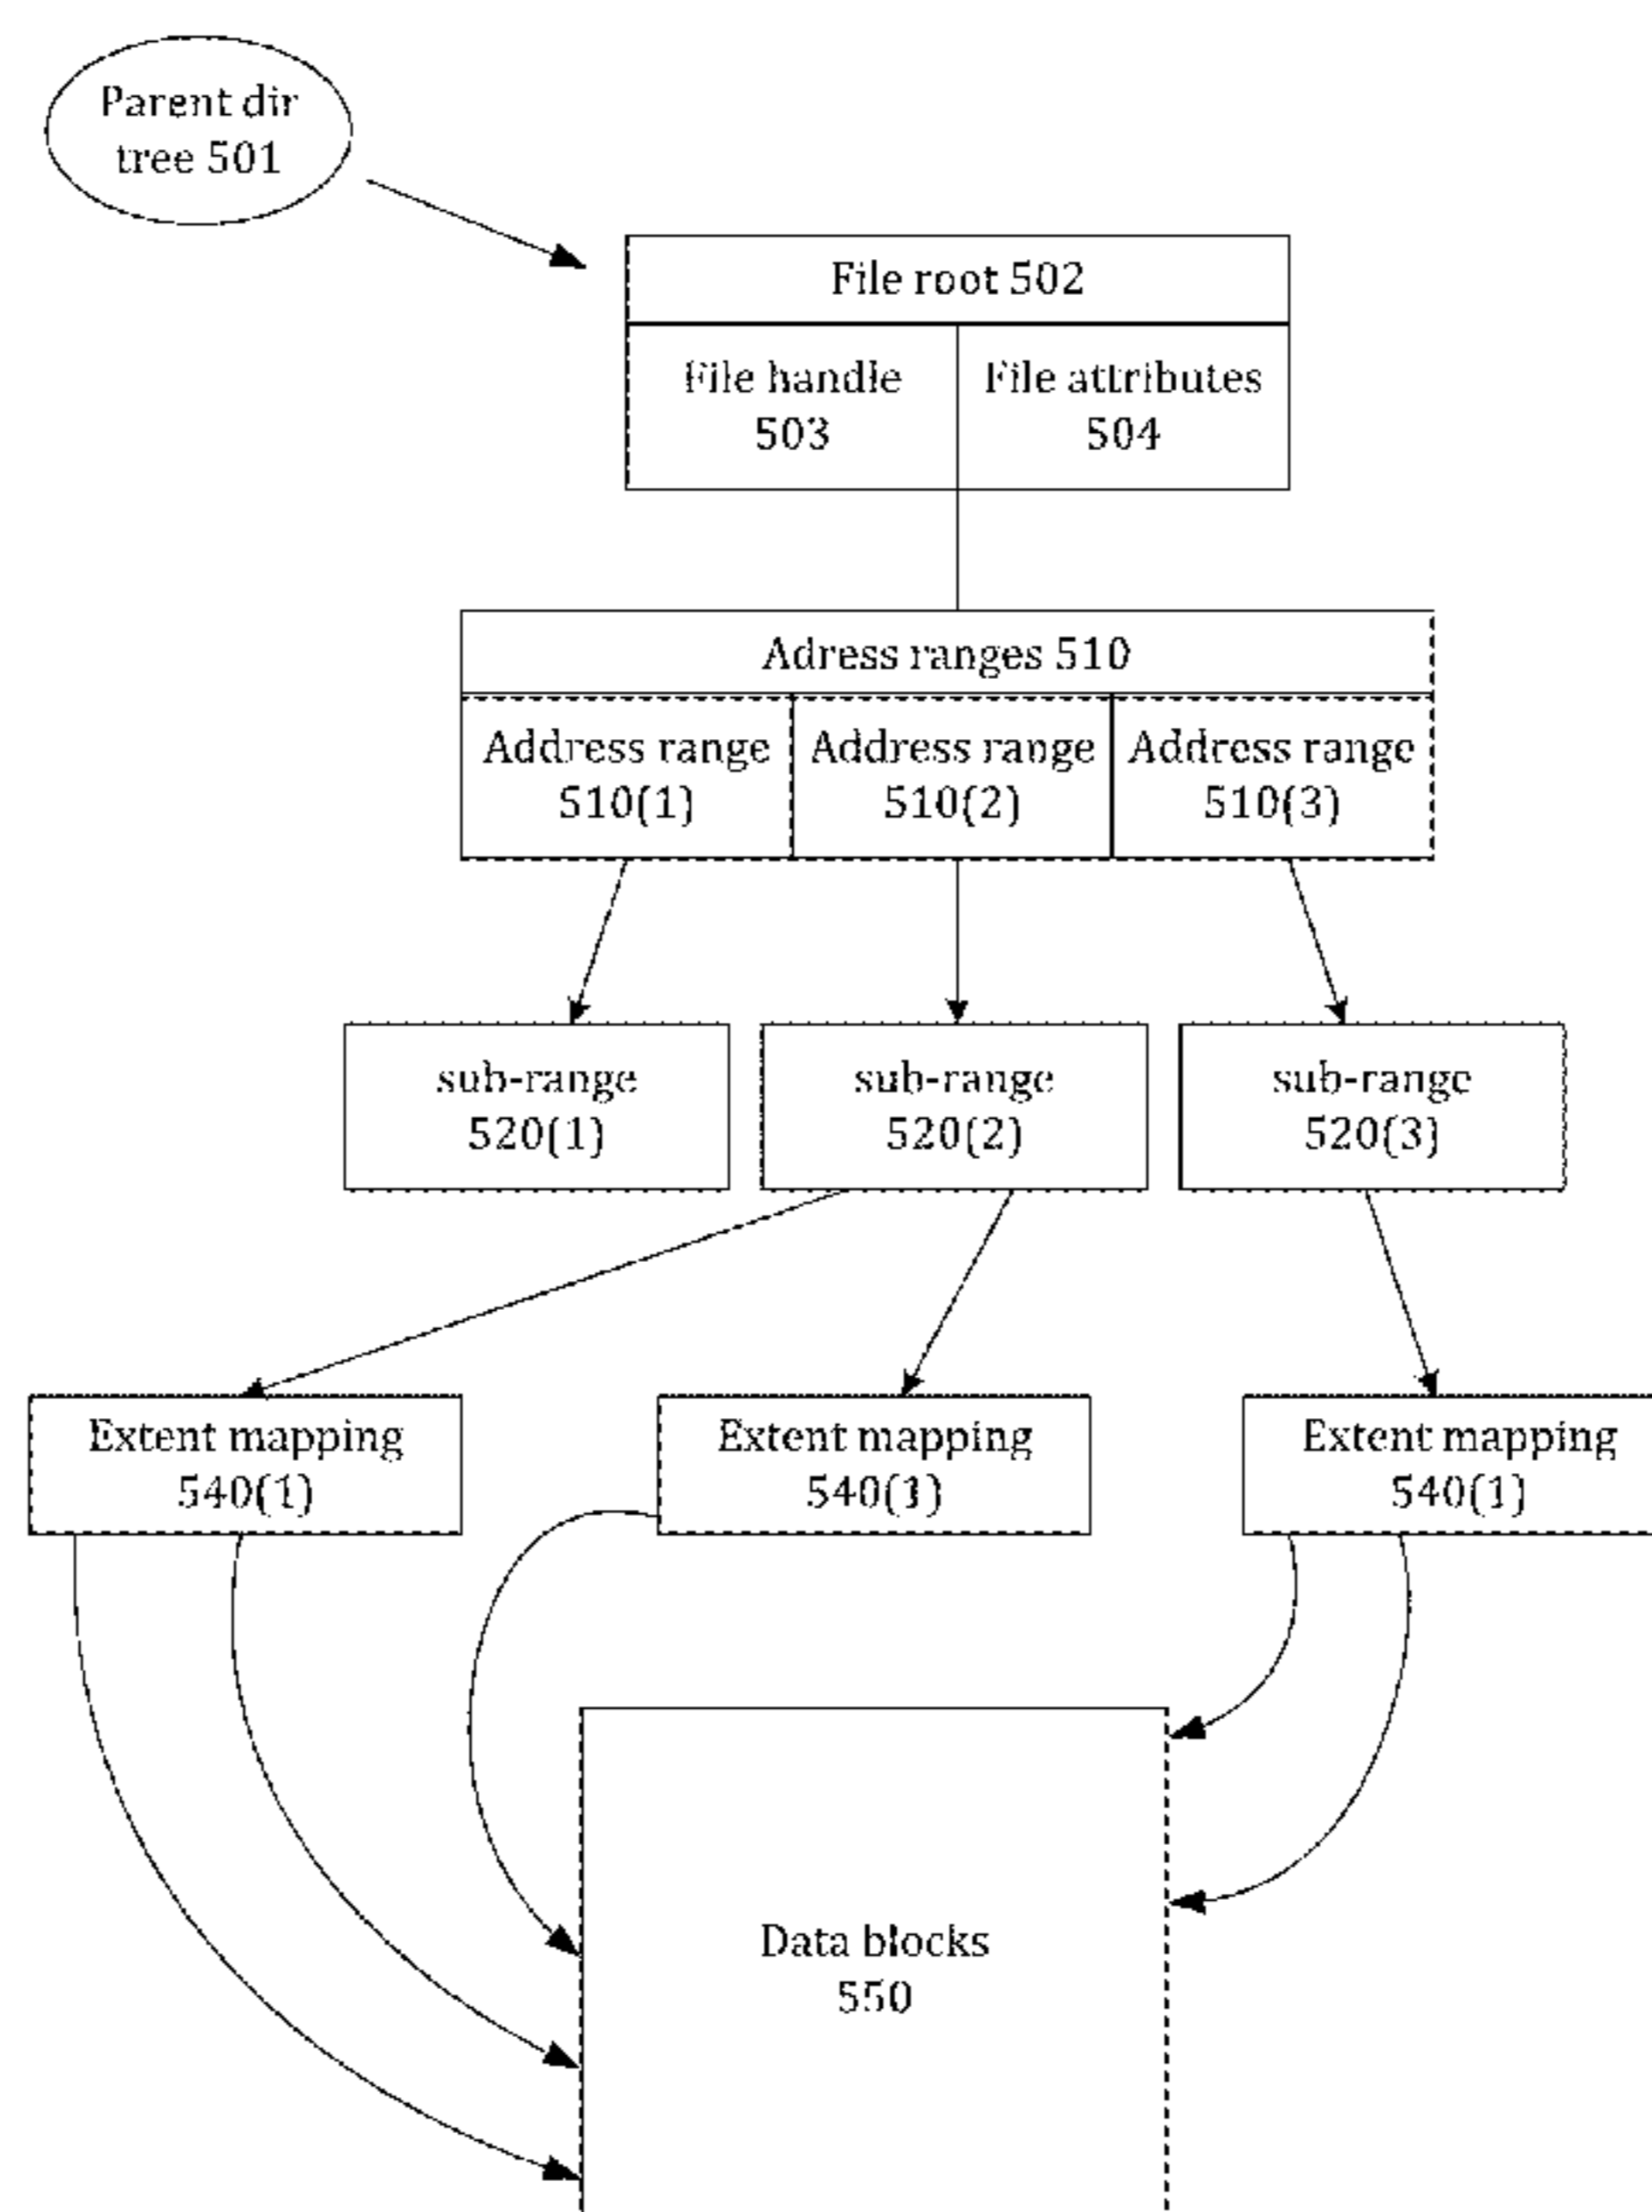 Parent dir
tree 501
File root 502
File handle
503
File attributes
504
Adress ranges 510
Address range
510(1)
Address range
510(2)
Address range
510(3)
sub-range
520(1)
sub-range
520(2)
sub-range
520(3)
Extent mapping
540(1)
Extent mapping
540(1)
Extent mapping
540(1)
Data blocks
550